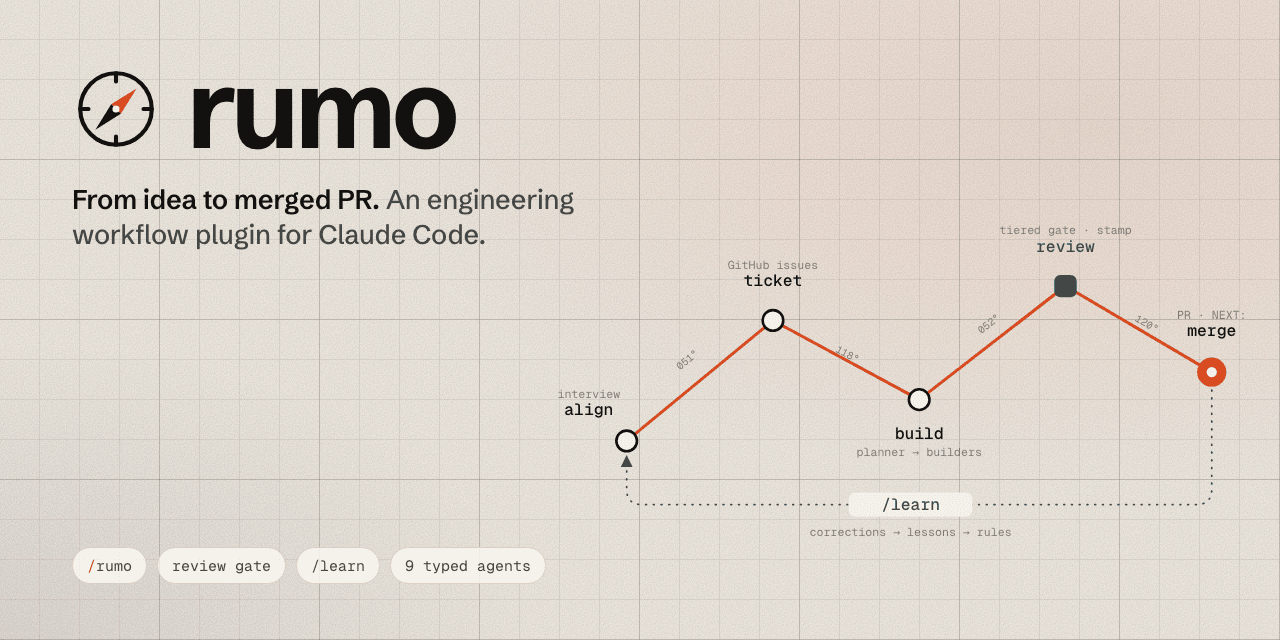 rumo
From idea to merged PR. An engineering
workflow plugin for Claude Code.
tiered gate · stamp
review
GitHub issues
ticket
PR · NEXT:
merge
051°
118°
052°
120°
interview
align
build
planner → builders
/learn
corrections → lessons → rules
/rumo
review gate
/learn
9 typed agents